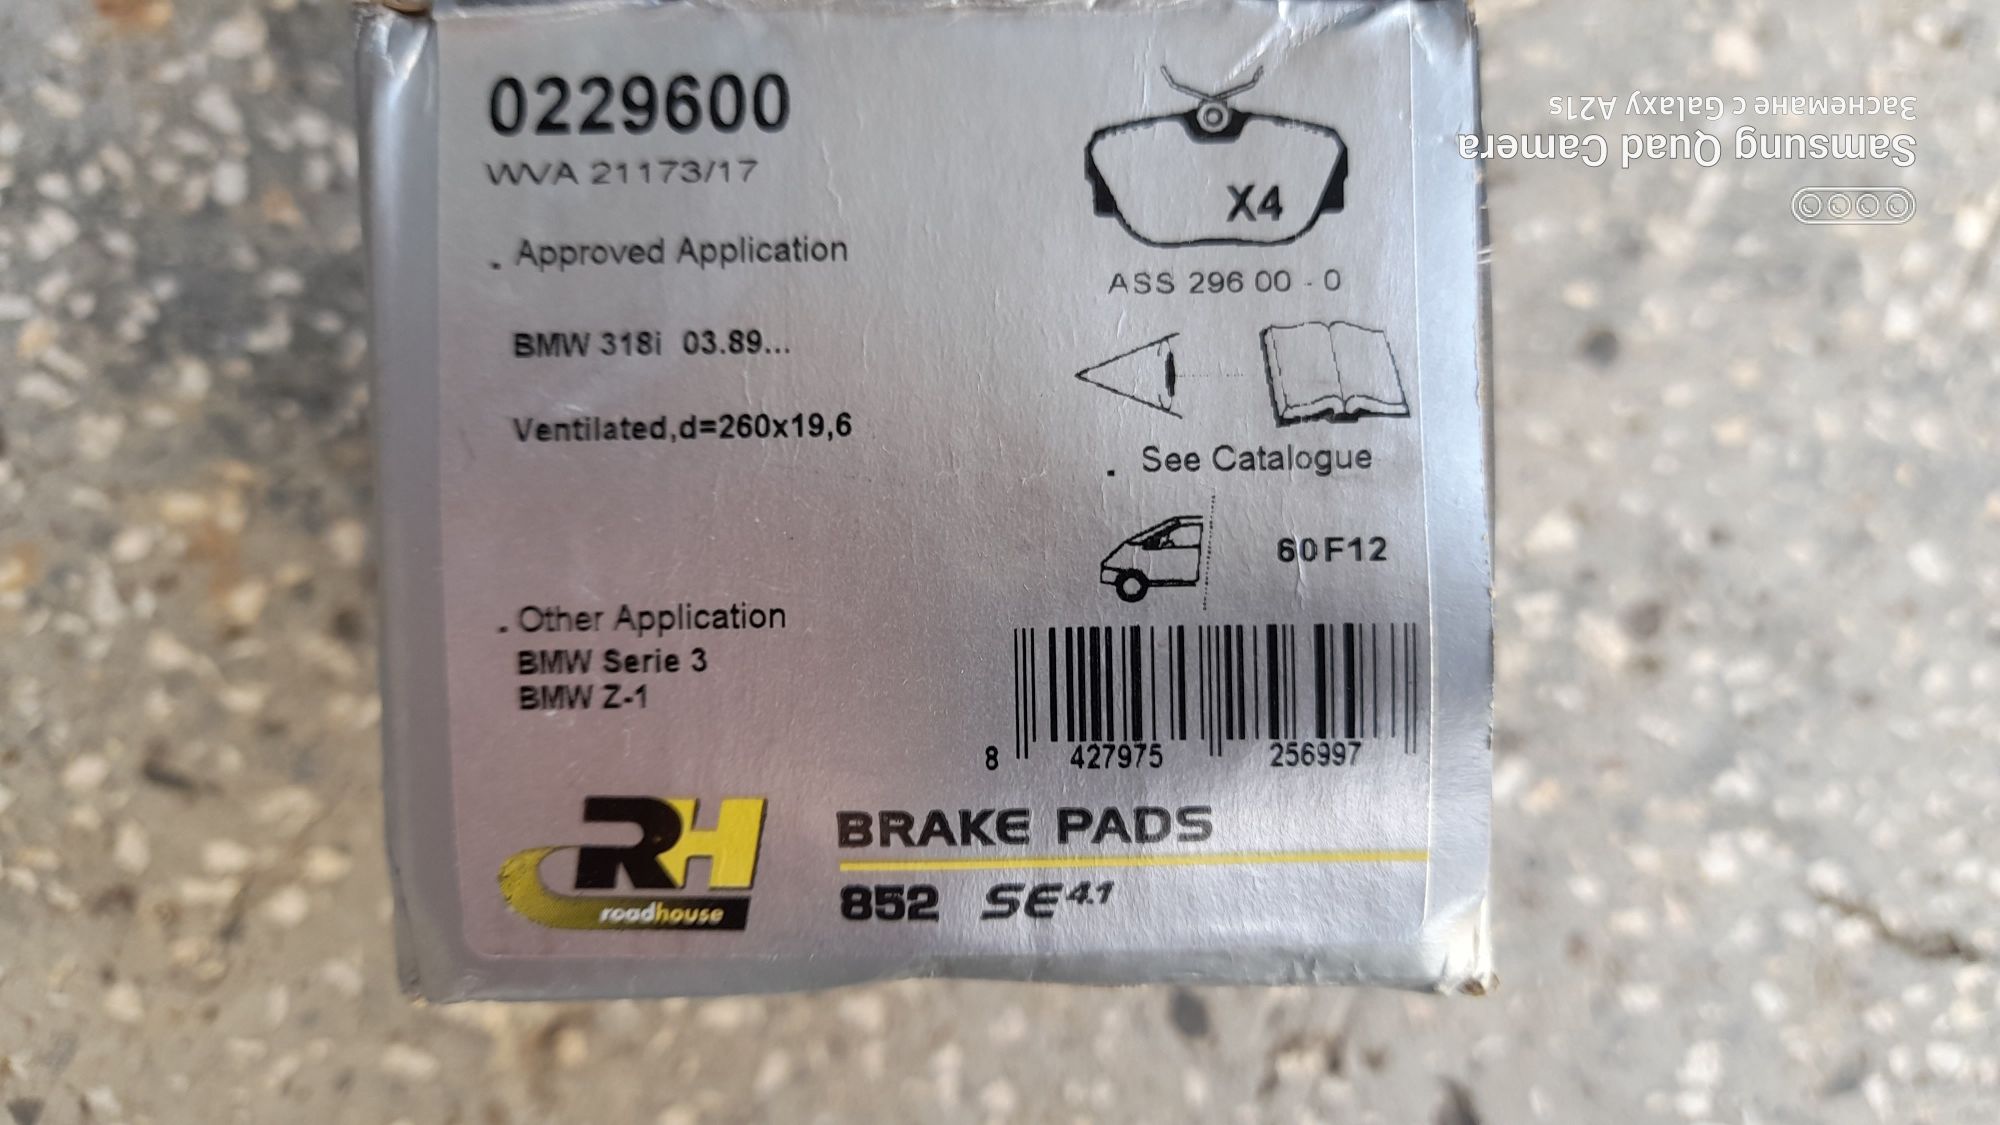 0229600
WVA 21173/17
. Approved Application
BMW 318i 03.89...
Ventilated,d=260x19,6
. Other Application
BMW Serie 3
BMW Z-1
X4
ASS 296 00 - 0
. See Catalogue
60F12
8 427975 256997
RH
roadhouse
BRAKE PADS
852 SE4.1
Samsung Quad Camera
Заснемане с Galaxy A21s